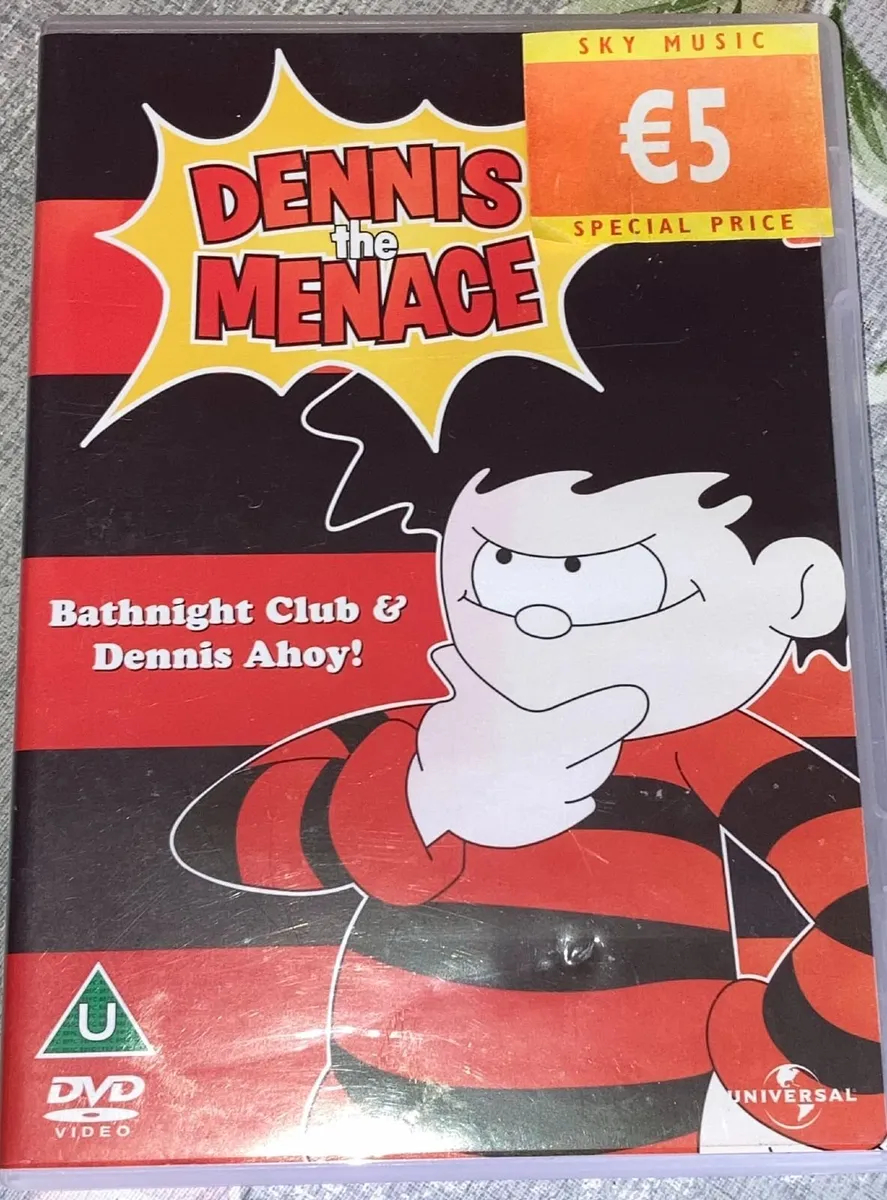 SKY MUSIC
€5
SPECIAL PRICE
DENNIS
the
MENACE
Bathnight Club &
Dennis Ahoy!
U
DVD
VIDEO
UNIVERSAL